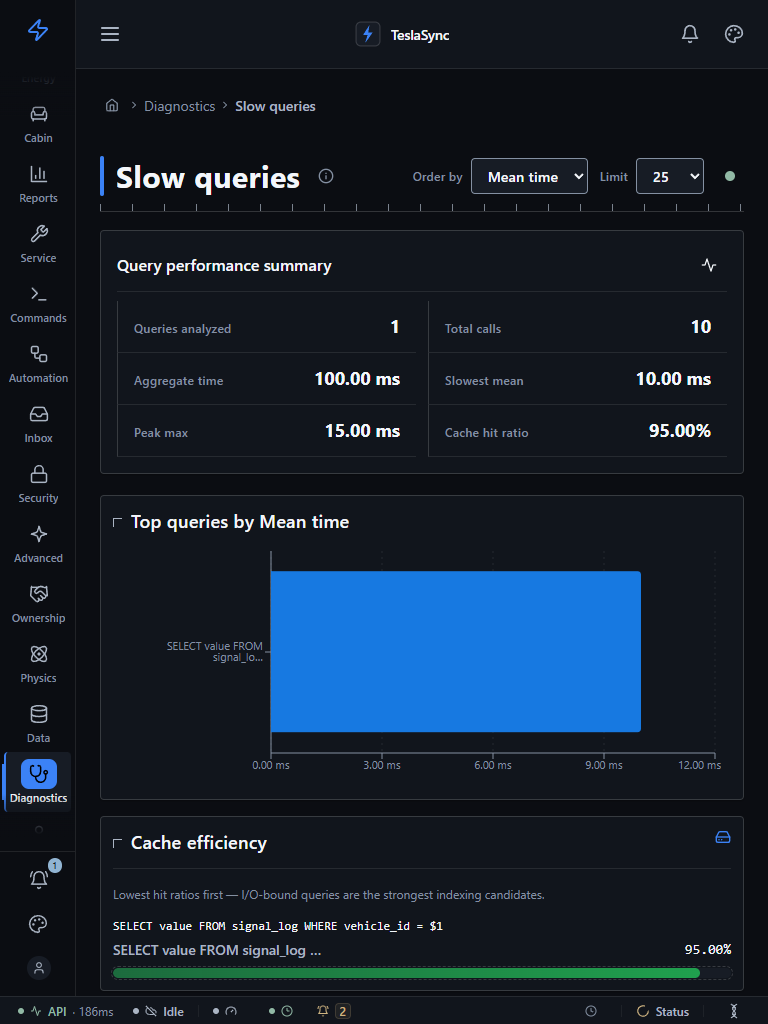 TeslaSync
Cabin
Reports
Service
Commands
Automation
Inbox
Security
Advanced
Ownership
Physics
Data
Diagnostics
1
Diagnostics
Slow queries
Slow queries
Order by
Mean time
Limit
25
Query performance summary
Queries analyzed 1
Total calls 10
Aggregate time 100.00 ms
Slowest mean 10.00 ms
Peak max 15.00 ms
Cache hit ratio 95.00%
Top queries by Mean time
SELECT value FROM
signal_lo...
0.00 ms 3.00 ms 6.00 ms 9.00 ms 12.00 ms
Cache efficiency
Lowest hit ratios first — I/O-bound queries are the strongest indexing candidates.
SELECT value FROM signal_log WHERE vehicle_id = $1
SELECT value FROM signal_log ... 95.00%
API · 186ms Idle 2 Status